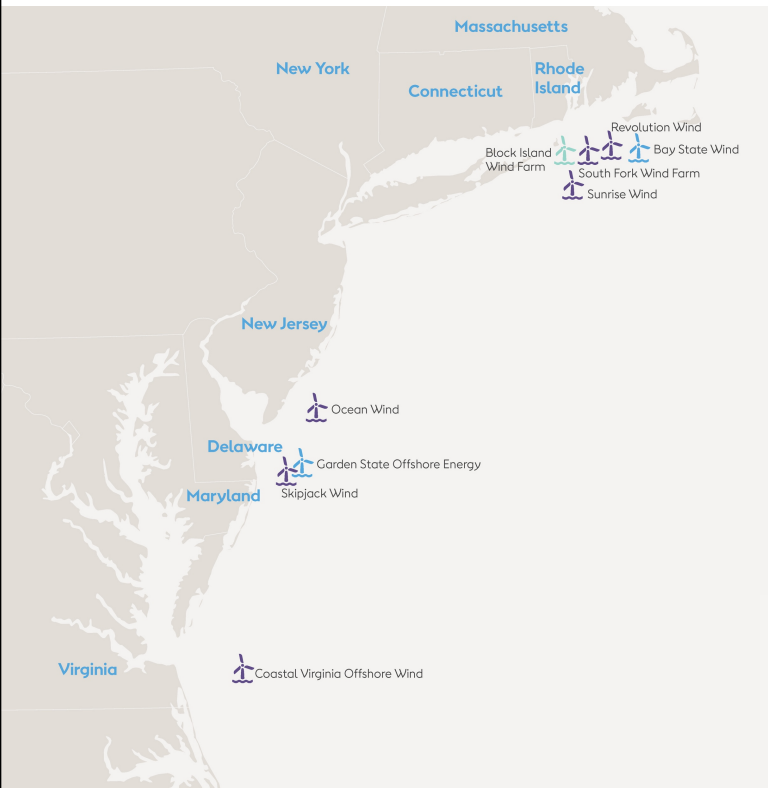 Massachusetts
New York
Rhode
Island
Connecticut
Revolution Wind
Block Island
Wind Farm
Bay State Wind
South Fork Wind Farm
Sunrise Wind
New Jersey
Ocean Wind
Delaware
Garden State Offshore Energy
Maryland
Skipjack Wind
Virginia
Coastal Virginia Offshore Wind